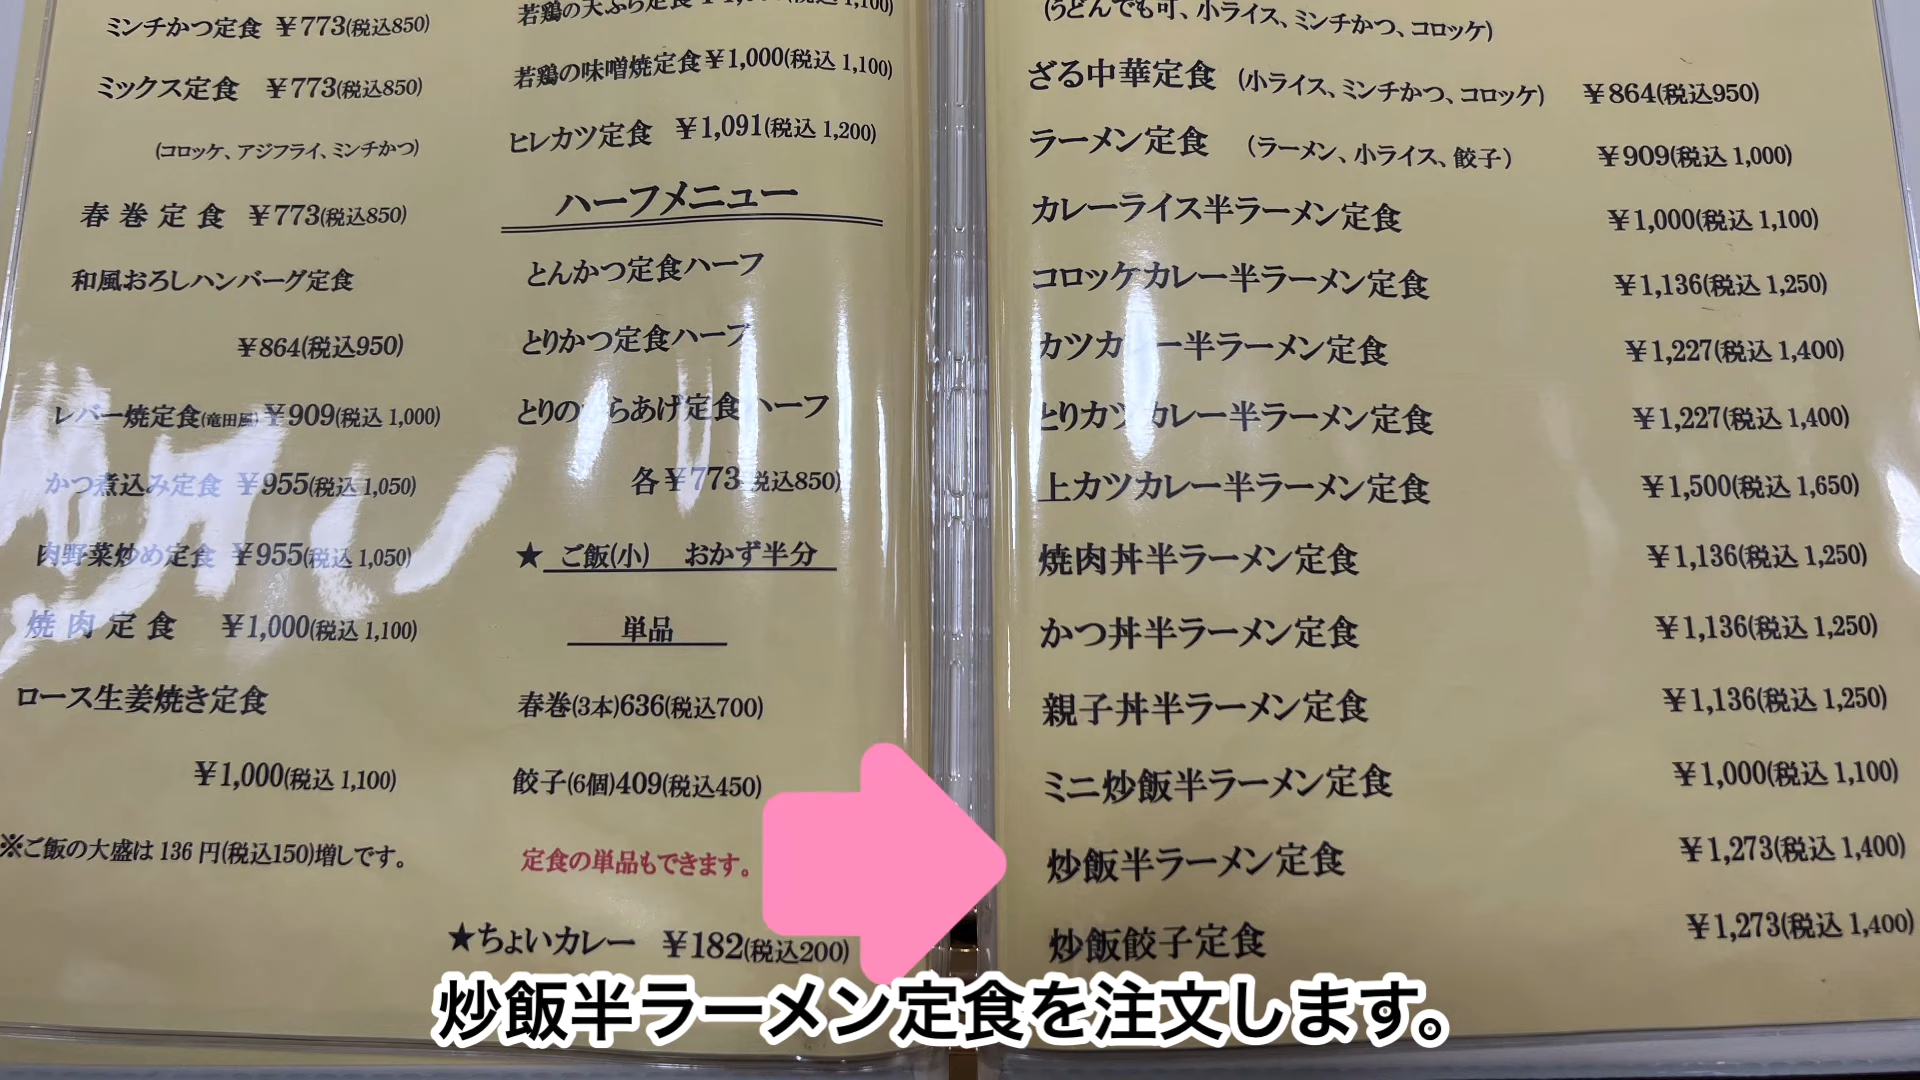 ミンチかつ定食 ￥773(税込850)
ミックス定食 ￥773(税込850)
(コロッケ、アジフライ、ミンチかつ)
春巻定食 ￥773(税込850)
和風おろしハンバーグ定食
￥864(税込950)
レバー焼定食(竜田風)￥909(税込 1,000)
かつ煮込み定食 ￥955(税込 1,050)
肉野菜炒め定食 ￥955(税込 1,050)
焼肉定食 ￥1,000(税込 1,100)
ロース生姜焼き定食
￥1,000(税込 1,100)
※ご飯の大盛は 136 円(税込150)増しです。
若鶏の天ぷら定食
若鶏の味噌焼定食￥1,000(税込 1,100)
ヒレカツ定食 ￥1,091(税込 1,200)
ハーフメニュー
とんかつ定食ハーフ
とりかつ定食ハーフ
とりのからあげ定食ハーフ
各￥773(税込850)
★ ご飯(小) おかず半分
単品
春巻(3本)636(税込700)
餃子(6個)409(税込450)
定食の単品もできます。
★ちょいカレー ￥182(税込200)
(うどんでも可、小ライス、ミンチかつ、コロッケ)
ざる中華定食 (小ライス、ミンチかつ、コロッケ) ￥864(税込950)
ラーメン定食 (ラーメン、小ライス、餃子) ￥909(税込 1,000)
カレーライス半ラーメン定食 ￥1,000(税込 1,100)
コロッケカレー半ラーメン定食 ￥1,136(税込 1,250)
カツカレー半ラーメン定食 ￥1,227(税込 1,400)
とりカツカレー半ラーメン定食 ￥1,227(税込 1,400)
上カツカレー半ラーメン定食 ￥1,500(税込 1,650)
焼肉丼半ラーメン定食 ￥1,136(税込 1,250)
かつ丼半ラーメン定食 ￥1,136(税込 1,250)
親子丼半ラーメン定食 ￥1,136(税込 1,250)
ミニ炒飯半ラーメン定食 ￥1,000(税込 1,100)
炒飯半ラーメン定食 ￥1,273(税込 1,400)
炒飯餃子定食 ￥1,273(税込 1,400)
炒飯半ラーメン定食を注文します。